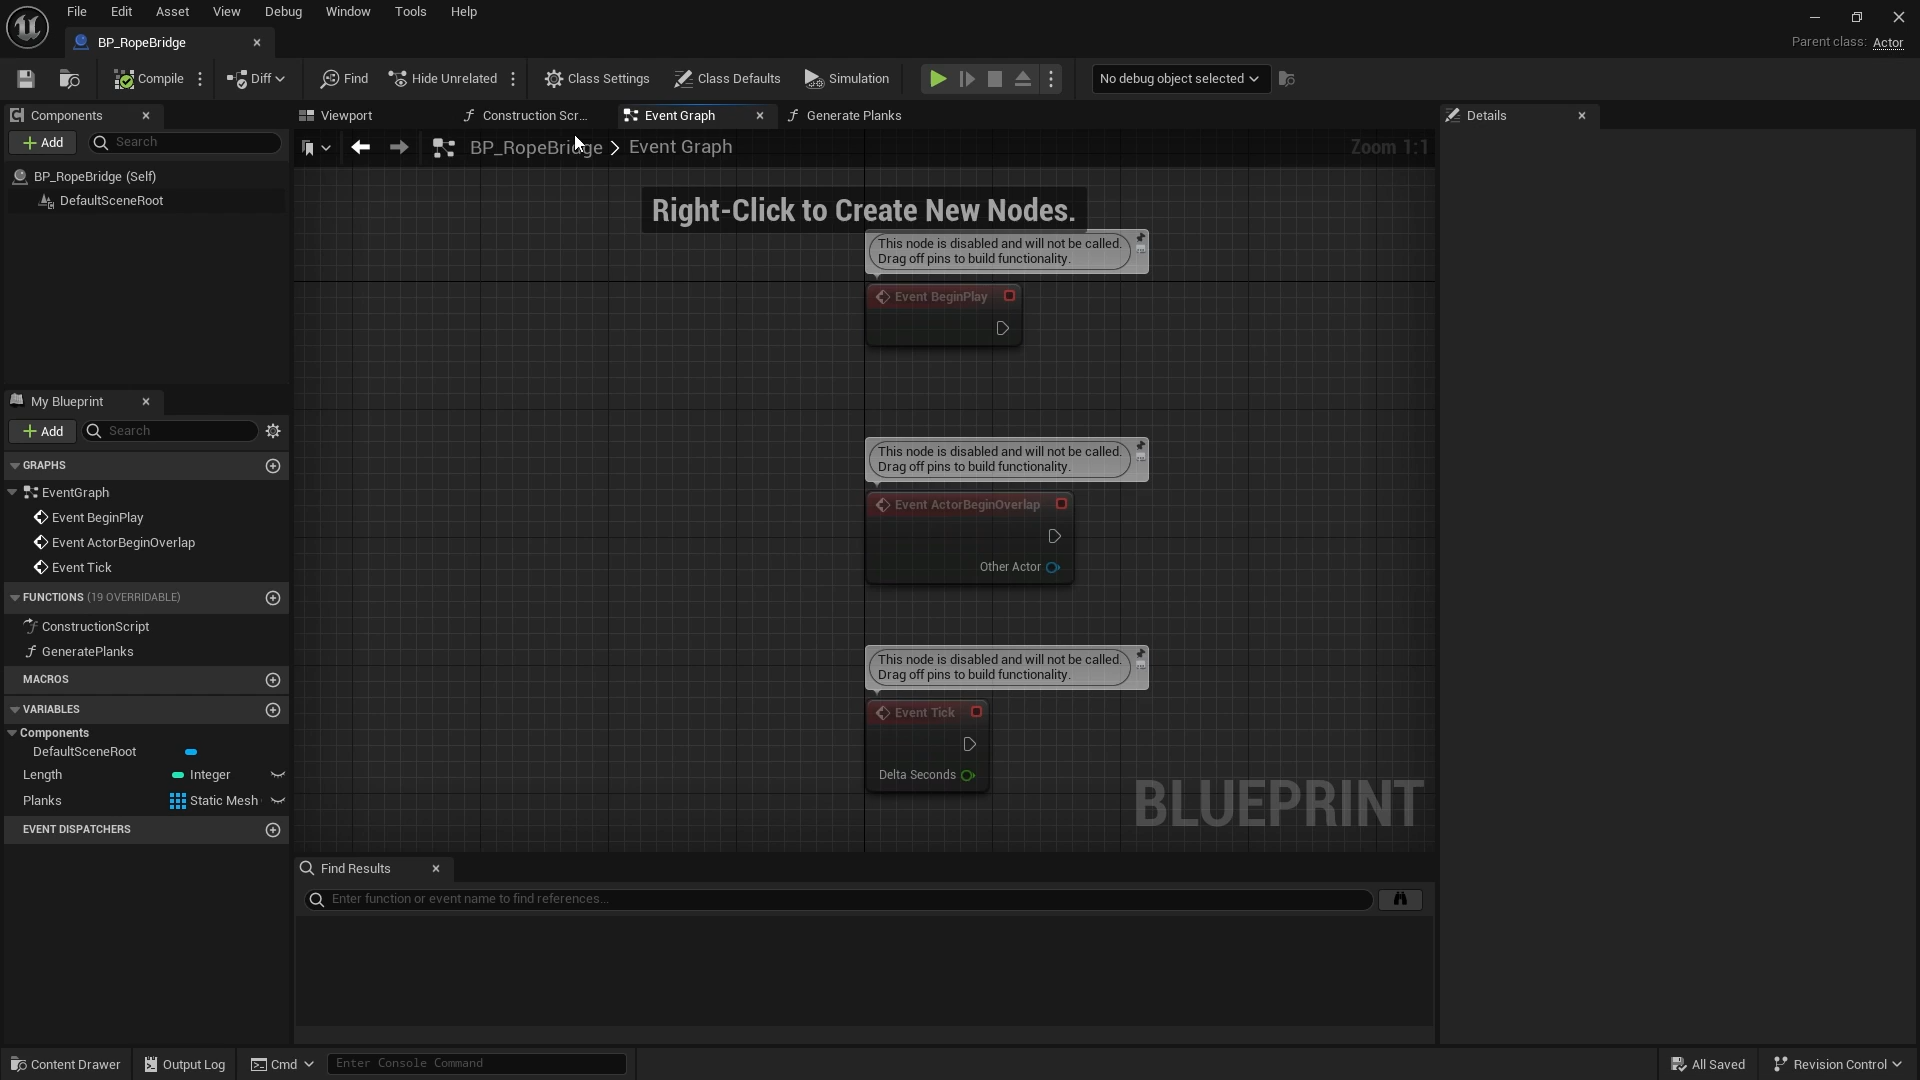 File Edit Asset View Debug Window Tools Help
BP_RopeBridge
Parent class: Actor
Compile Diff Find Hide Unrelated Class Settings Class Defaults Simulation No debug object selected
Components
Add Search
BP_RopeBridge (Self)
DefaultSceneRoot
My Blueprint
Add Search
GRAPHS
EventGraph
Event BeginPlay
Event ActorBeginOverlap
Event Tick
FUNCTIONS (19 OVERRIDABLE)
ConstructionScript
GeneratePlanks
MACROS
VARIABLES
Components
DefaultSceneRoot
Length Integer
Planks Static Mesh
EVENT DISPATCHERS
Viewport Construction Scr... Event Graph Generate Planks
BP_RopeBridge > Event Graph Zoom 1:1
Right-Click to Create New Nodes.
This node is disabled and will not be called.
Drag off pins to build functionality.
Event BeginPlay
This node is disabled and will not be called.
Drag off pins to build functionality.
Event ActorBeginOverlap
Other Actor
This node is disabled and will not be called.
Drag off pins to build functionality.
Event Tick
Delta Seconds
BLUEPRINT
Find Results
Enter function or event name to find references...
Details
Content Drawer Output Log Cmd Enter Console Command All Saved Revision Control